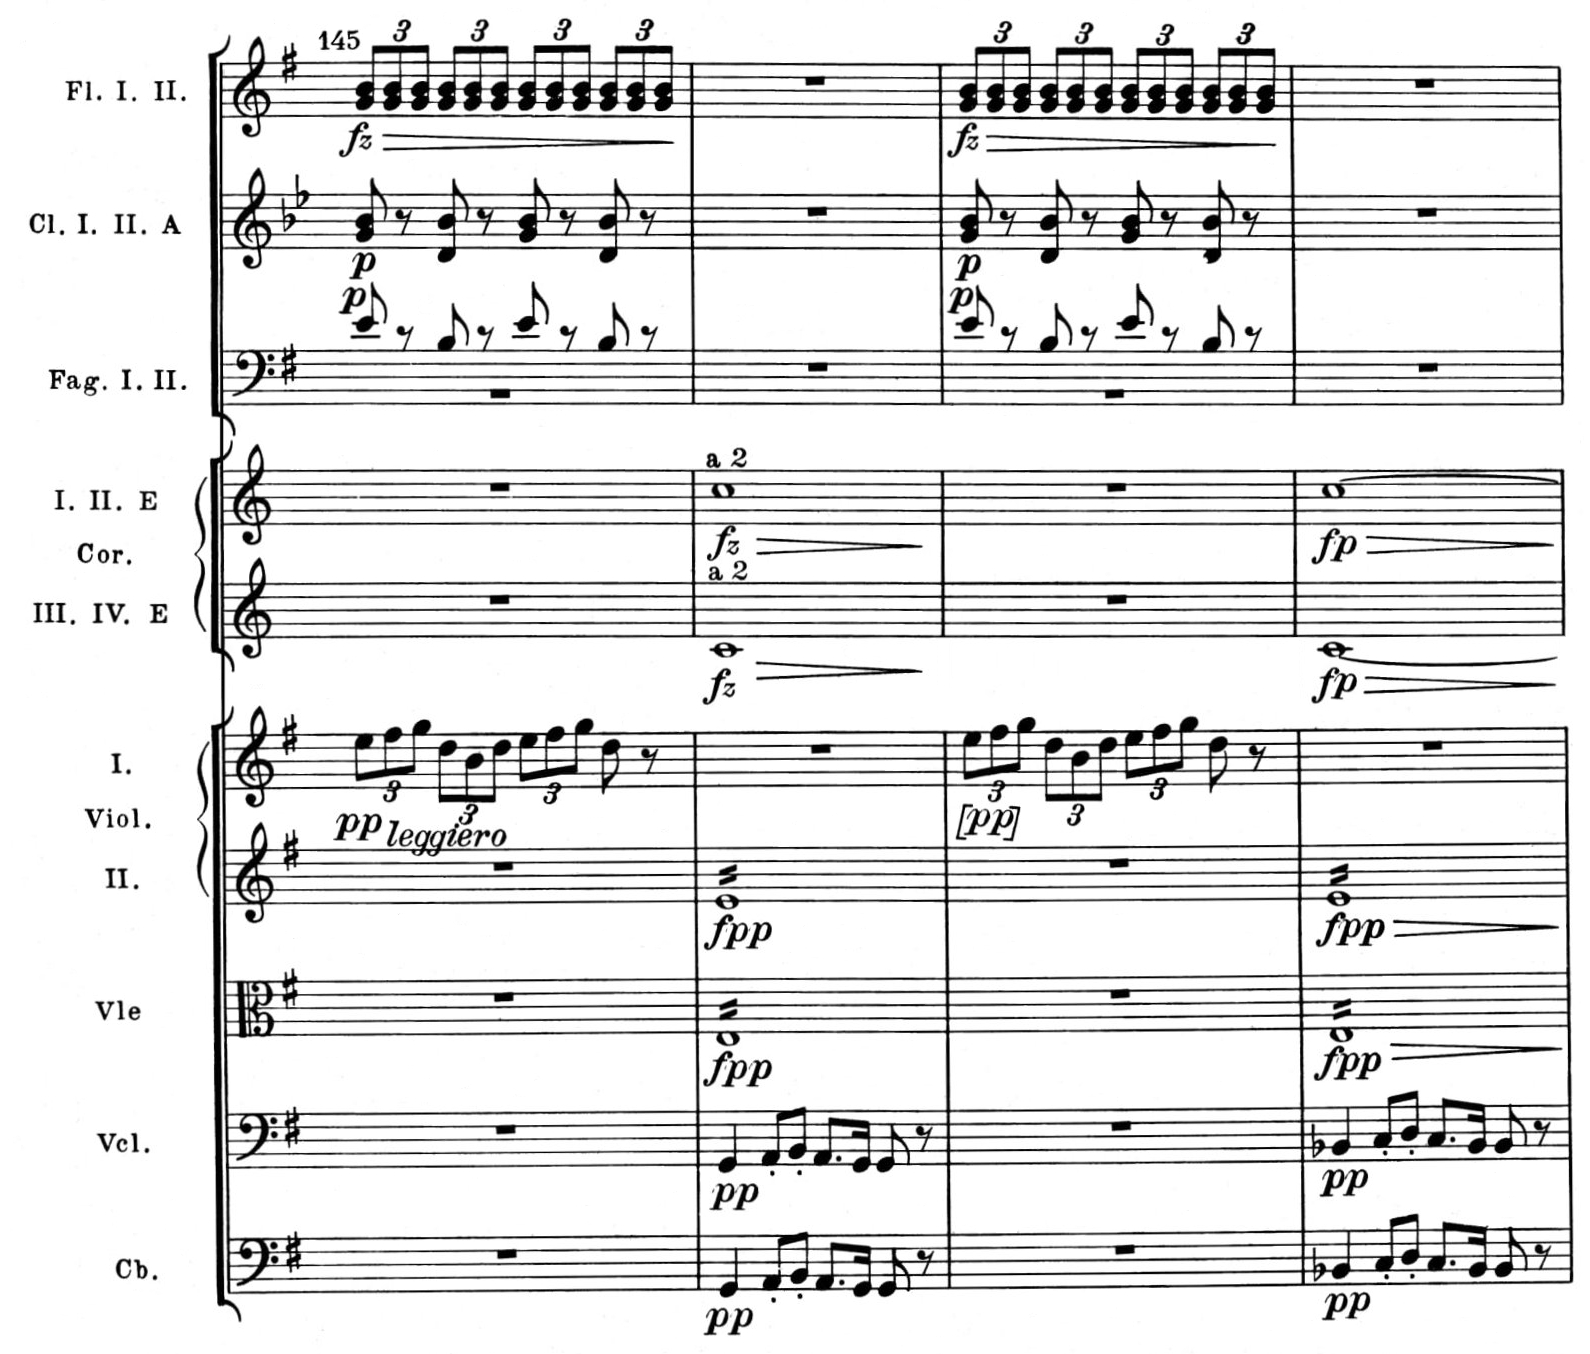 145 3 3 3 3 3 3 3 3
Fl. I. II.
fz fz
Cl. I. II. A
p p
p p
Fag. I. II.
a 2
I. II. E
fz fp
Cor.
a 2
III. IV. E
fz fp
I.
3 3 3 3 3 3
Viol.
pp leggiero [pp]
II.
fpp fpp
Vle
fpp fpp
Vcl.
pp pp
Cb.
pp pp